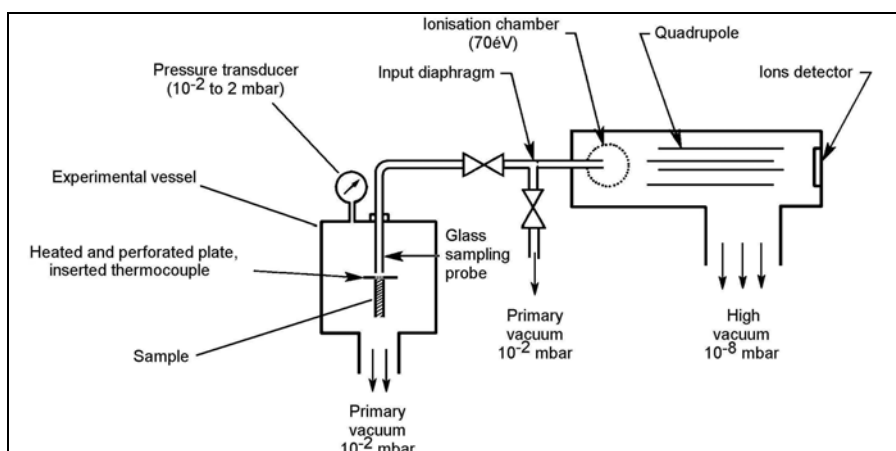 Ionisation chamber
(70éV)
Quadrupole
Pressure transducer
(10-2 to 2 mbar)
Input diaphragm
Ions detector
Experimental vessel
Heated and perforated plate,
inserted thermocouple
Glass
sampling
probe
Sample
Primary
vacuum
10-2 mbar
High
vacuum
10-8 mbar
Primary
vacuum
10-2 mbar